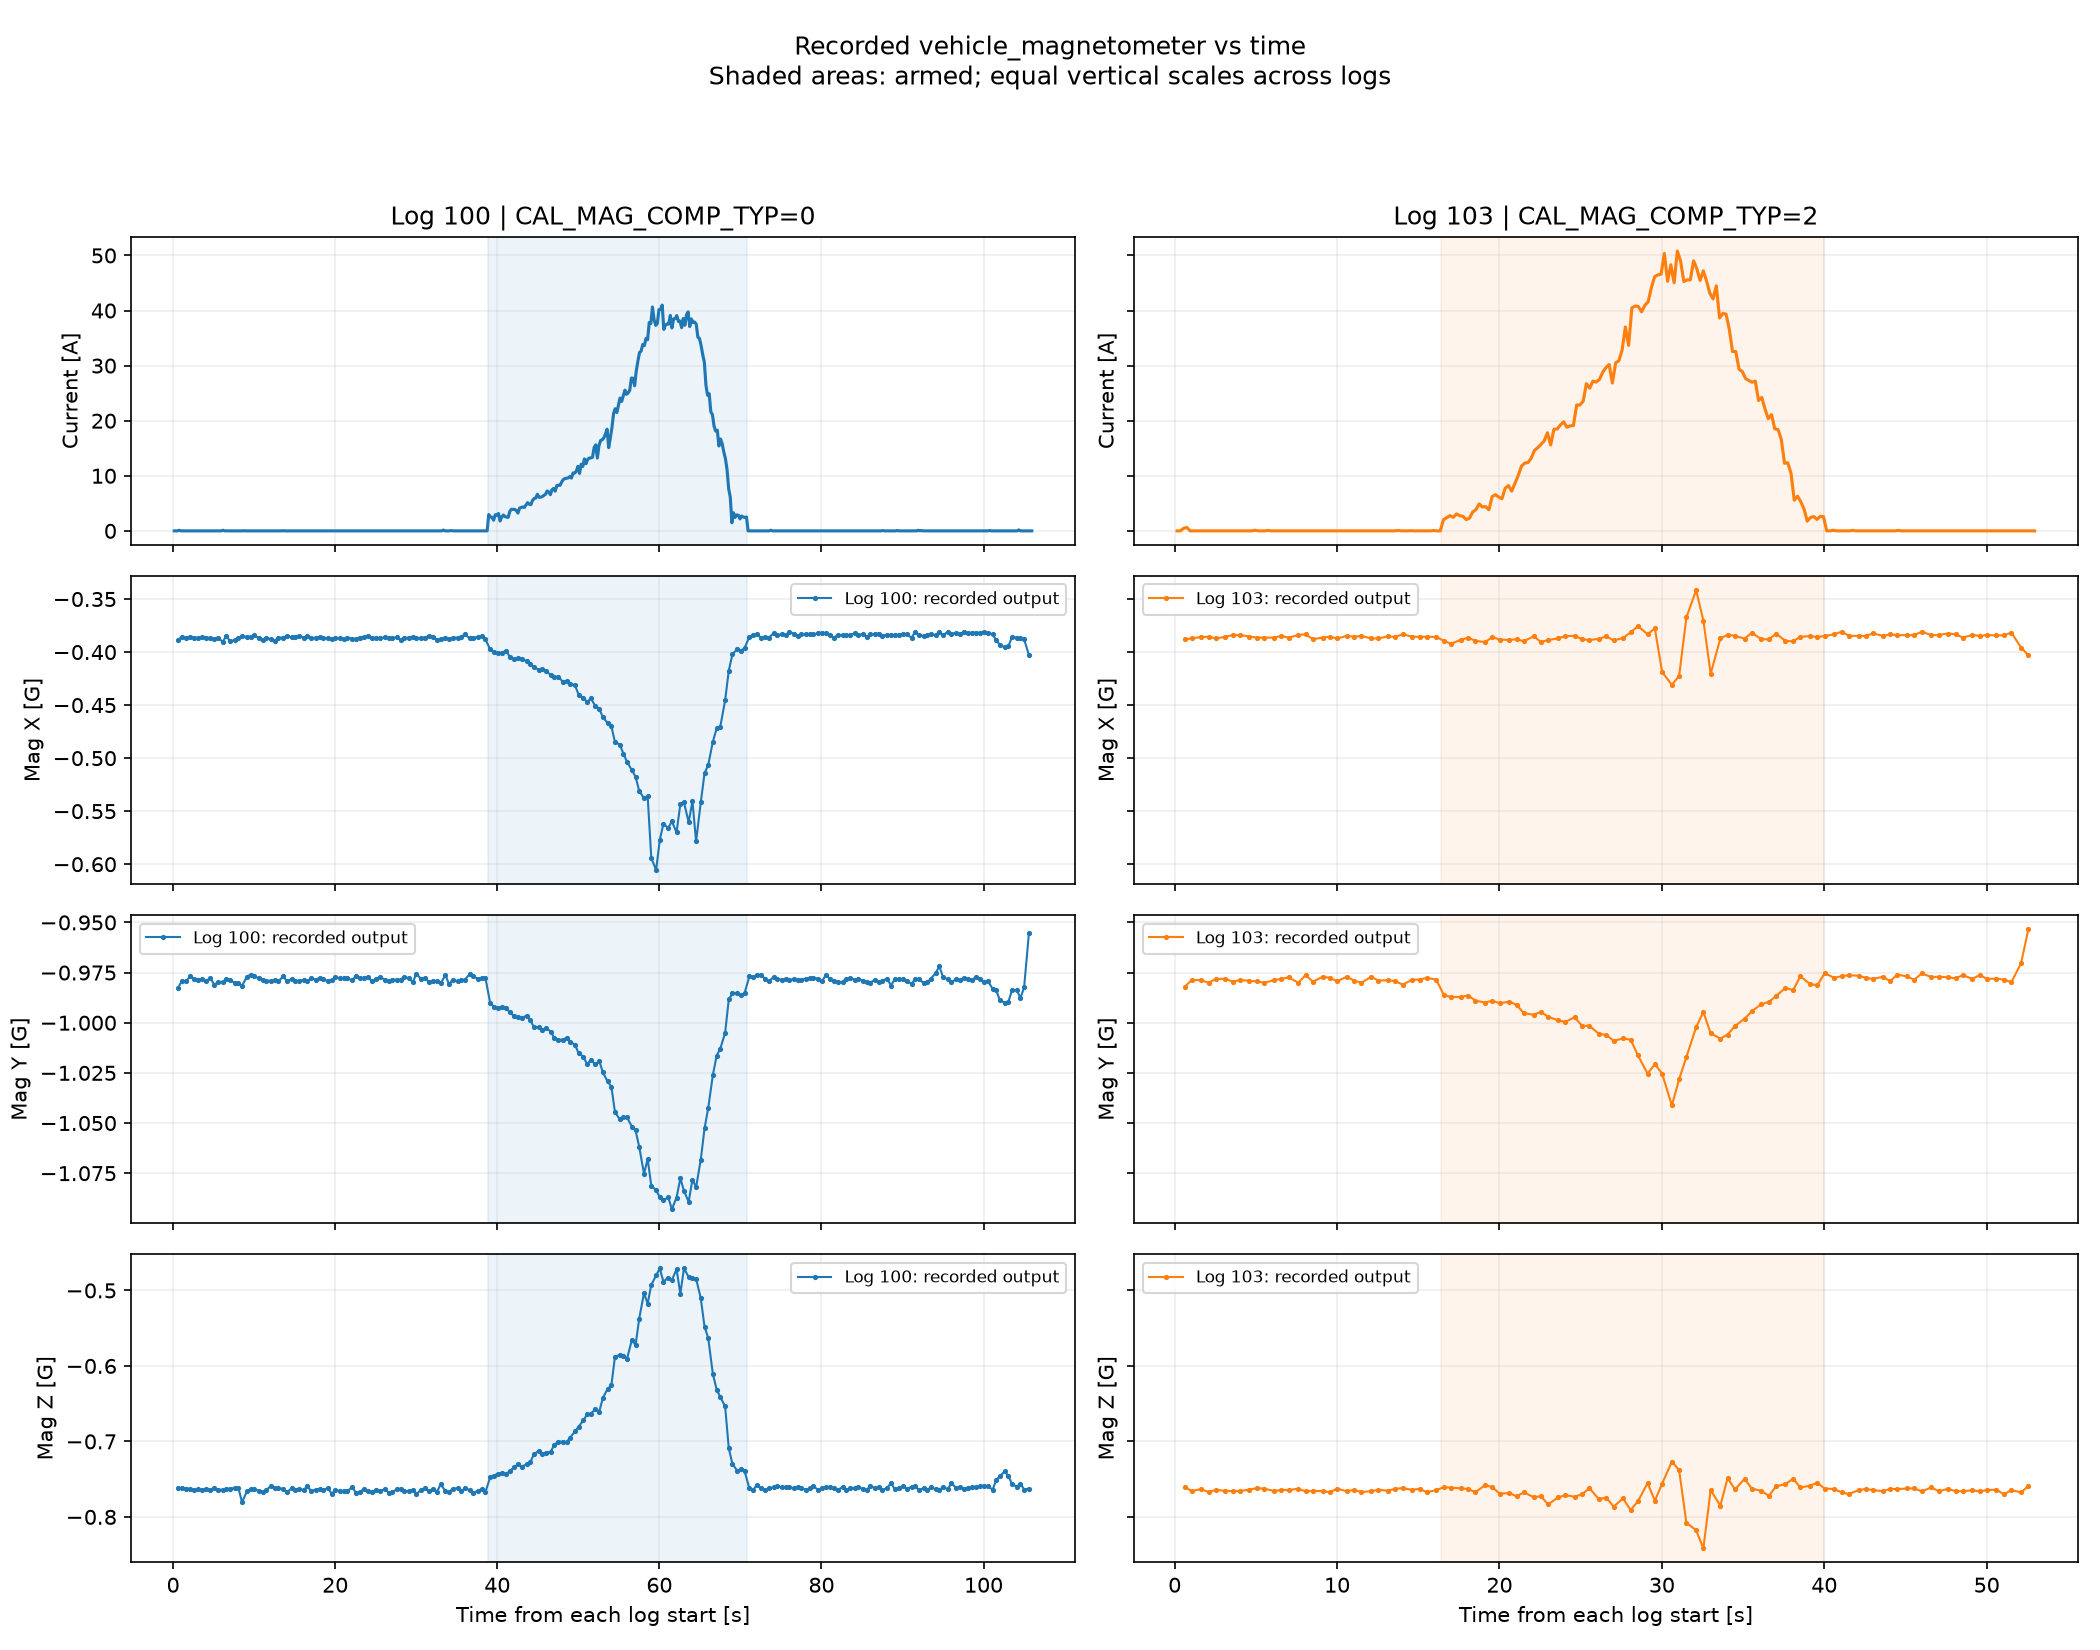 Recorded vehicle_magnetometer vs time
Shaded areas: armed; equal vertical scales across logs
Log 100 | CAL_MAG_COMP_TYP=0
Log 103 | CAL_MAG_COMP_TYP=2
Current [A]
50
40
30
20
10
0
Current [A]
Mag X [G]
−0.35
−0.40
−0.45
−0.50
−0.55
−0.60
Log 100: recorded output
Mag X [G]
Log 103: recorded output
Mag Y [G]
−0.950
−0.975
−1.000
−1.025
−1.050
−1.075
Log 100: recorded output
Mag Y [G]
Log 103: recorded output
Mag Z [G]
−0.5
−0.6
−0.7
−0.8
Log 100: recorded output
Mag Z [G]
Log 103: recorded output
0 20 40 60 80 100
Time from each log start [s]
0 10 20 30 40 50
Time from each log start [s]